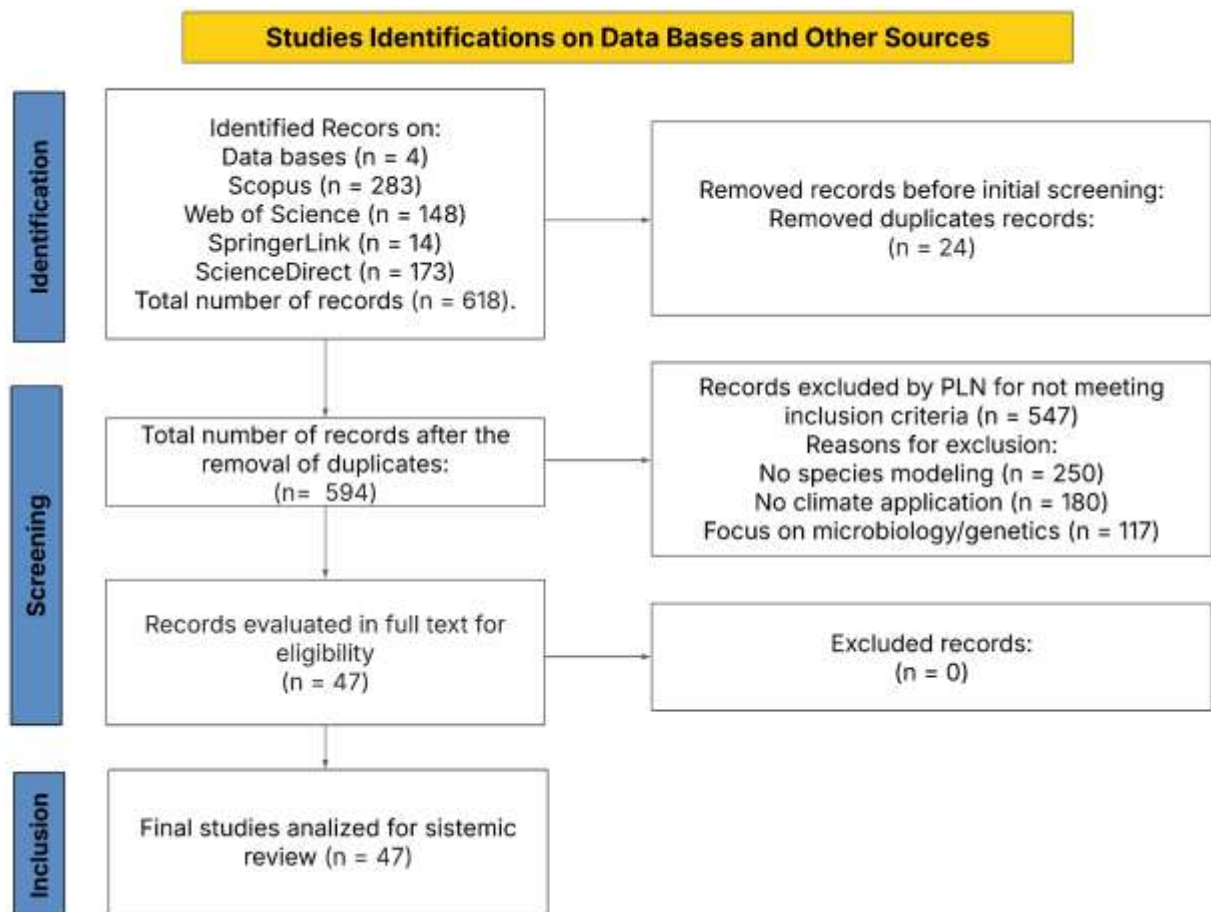 Studies Identifications on Data Bases and Other Sources
Identification
Identified Recors on:
Data bases (n = 4)
Scopus (n = 283)
Web of Science (n = 148)
SpringerLink (n = 14)
ScienceDirect (n = 173)
Total number of records (n = 618).
Removed records before initial screening:
Removed duplicates records:
(n = 24)
Screening
Total number of records after the
removal of duplicates:
(n= 594)
Records excluded by PLN for not meeting
inclusion criteria (n = 547)
Reasons for exclusion:
No species modeling (n = 250)
No climate application (n = 180)
Focus on microbiology/genetics (n = 117)
Records evaluated in full text for
eligibility
(n = 47)
Excluded records:
(n = 0)
Inclusion
Final studies analized for sistemic
review (n = 47)